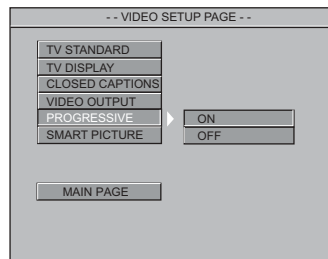 - - VIDEO SETUP PAGE - -
TV STANDARD
TV DISPLAY
CLOSED CAPTIONS
VIDEO OUTPUT
PROGRESSIVE
ON
SMART PICTURE
OFF
MAIN PAGE